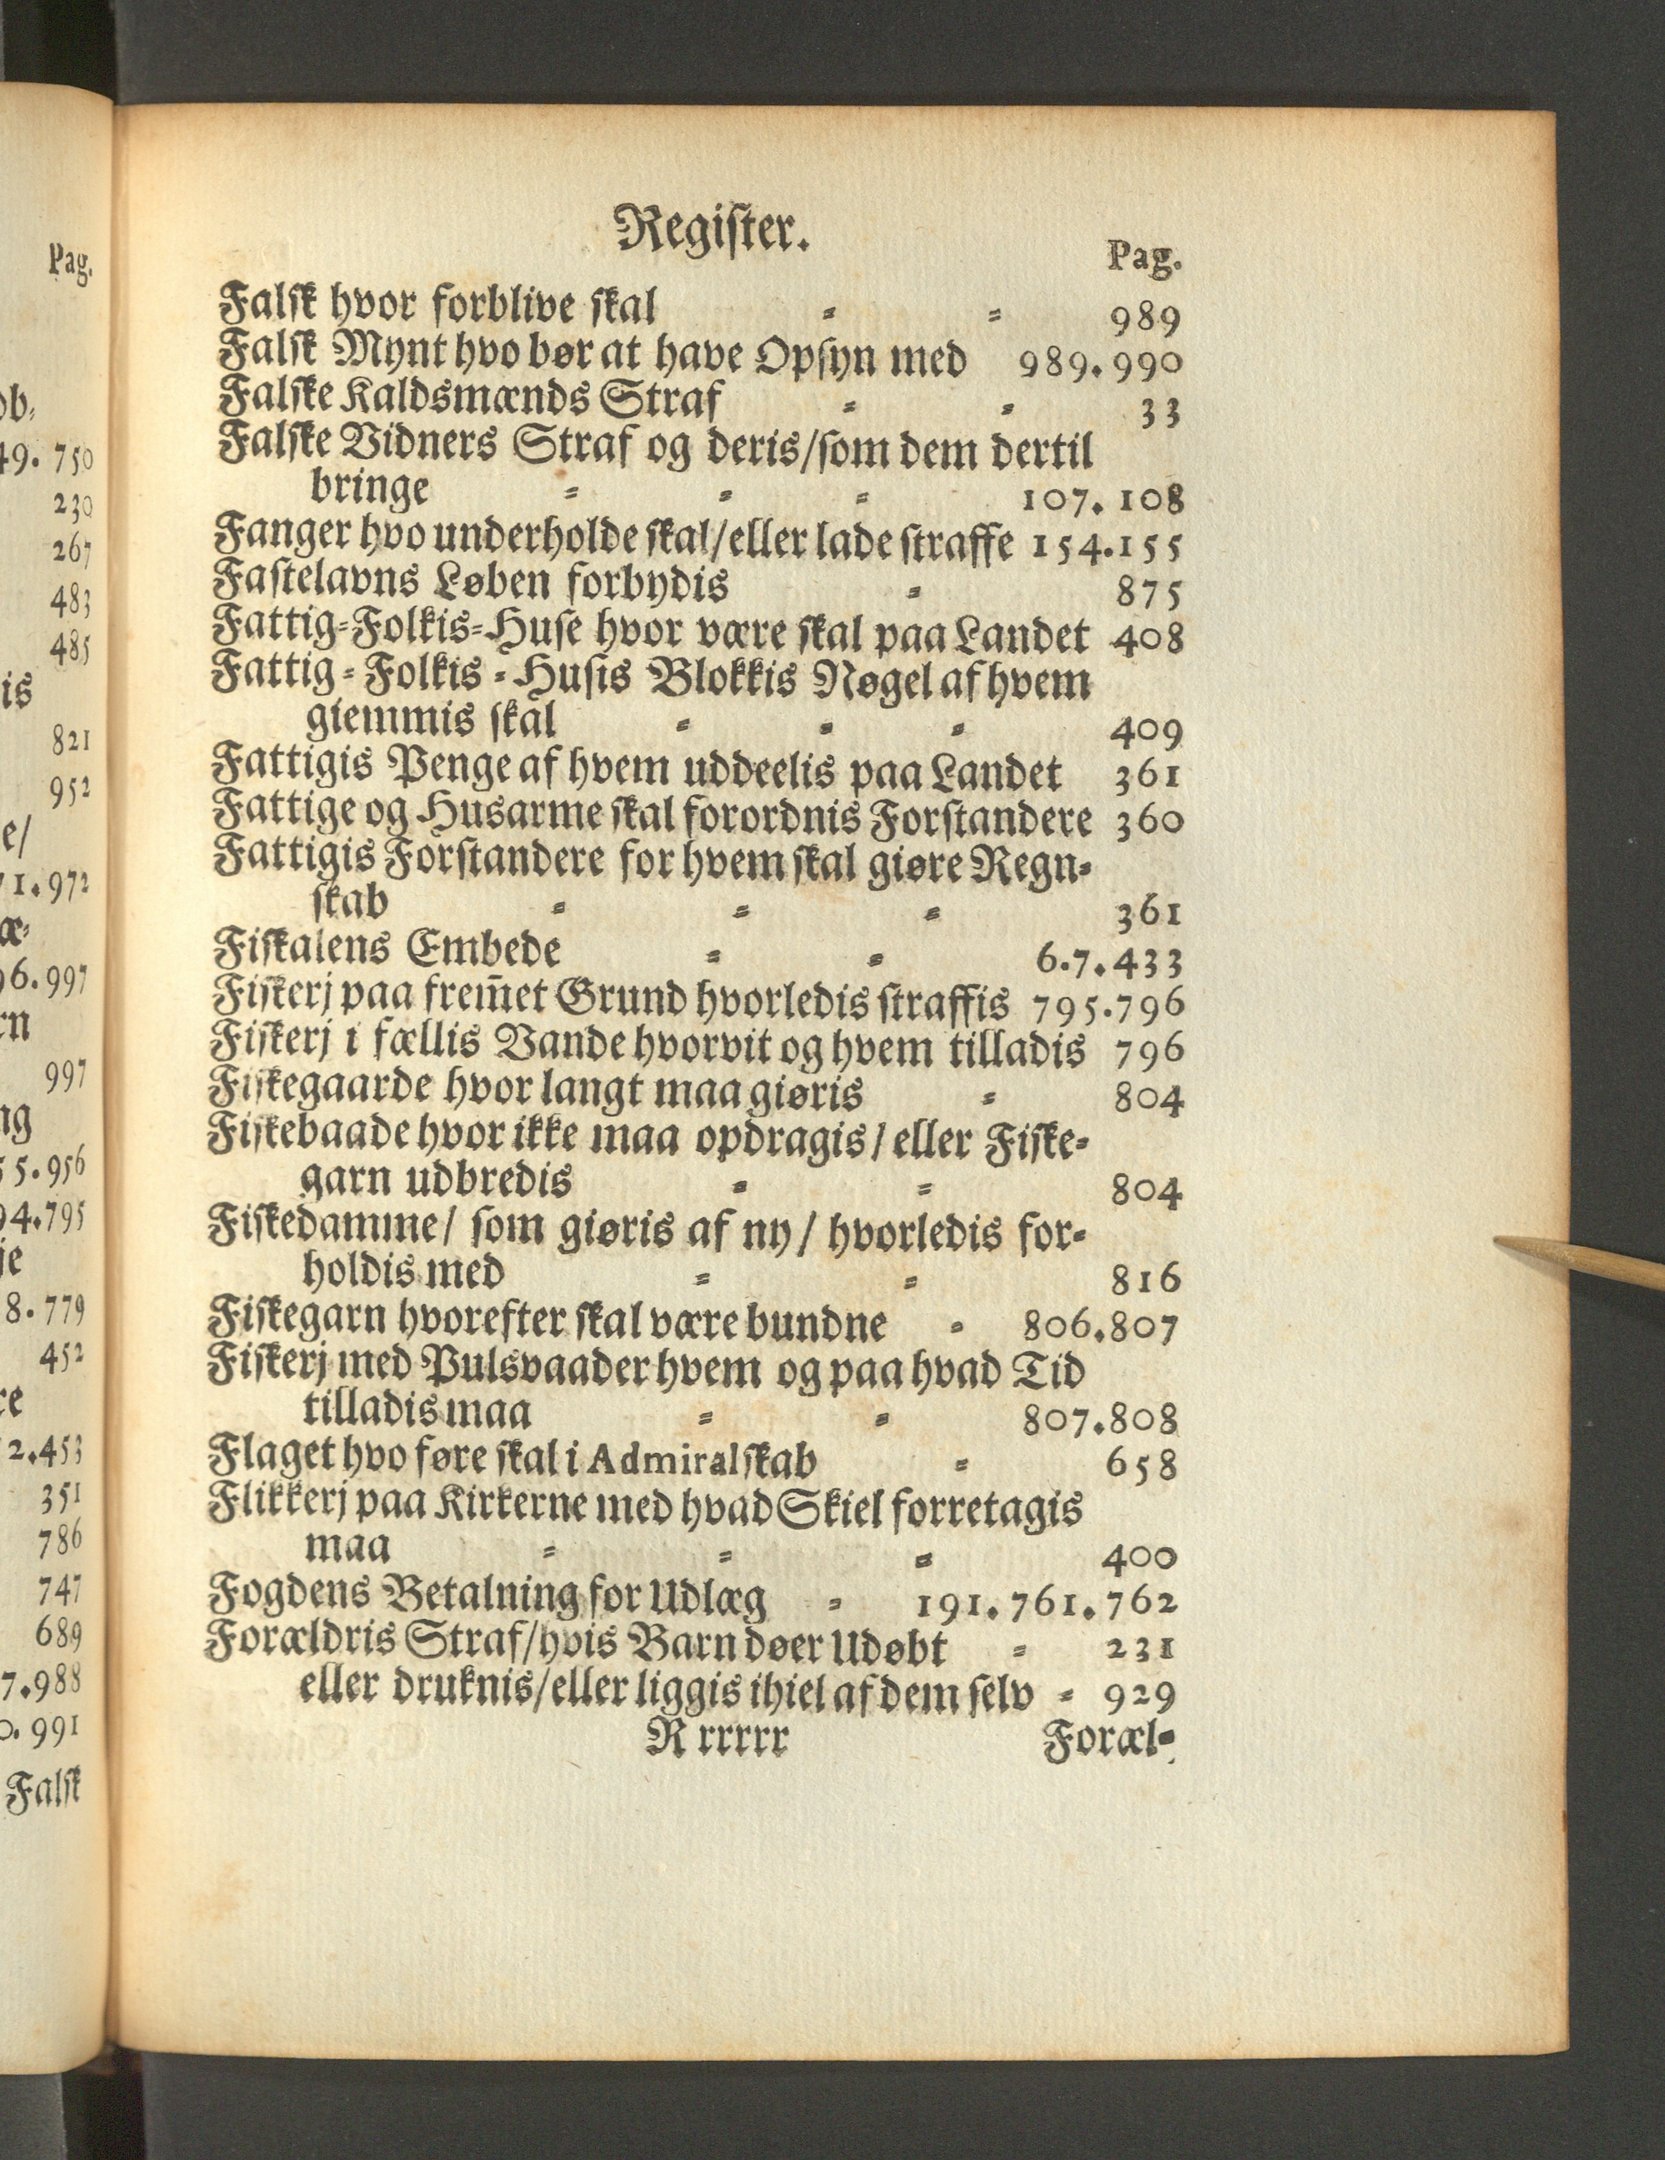 Pag.
ob-
49. 750
230
267
483
485
is
821
952
e/
71.972
æ-
96.997
rn
997
ng
55.956
94.795
je
8.779
452
re
2.453
351
786
747
689
7.988
0.991
Falsk
Register.
Pag.
Falſk hvor forblive ſkal = = 989
Falſk Mynt hvo bør at have Opſyn med 989.990
Falſke Kaldsmænds Straf = = 33
Falſke Vidners Straf og deris/ſom dem dertil
bringe = = = 107. 108
Fanger hvo underholde ſkal/eller lade ſtraffe 154.155
Faſtelavns Løben forbydis = 875
Fattig=Folkis=Huſe hvor være ſkal paa Landet 408
Fattig = Folkis = Huſis Blokkis Nøgel af hvem
giemmis ſkal = = = 409
Fattigis Penge af hvem uddeelis paa Landet 361
Fattige og Husarme ſkal forordnis Forſtandere 360
Fattigis Forſtandere for hvem ſkal giøre Regn=
ſkab = = = 361
Fiſkalens Embede = = 6.7.433
Fiſkerj paa frem̄et Grund hvorledis ſtraffis 795.796
Fiſkerj i fællis Vande hvorvit og hvem tilladis 796
Fiſkegaarde hvor langt maa giøris = 804
Fiſkebaade hvor ikke maa opdragis / eller Fiſke=
garn udbredis = = 804
Fiſkedamme/ ſom giøris af ny / hvorledis for=
holdis med = = 816
Fiſkegarn hvorefter ſkal være bundne = 806.807
Fiſkerj med Pulsvaader hvem og paa hvad Tid
tilladis maa = = 807.808
Flaget hvo føre ſkal i Admiralſkab = 658
Flikkerj paa Kirkerne med hvad Skiel forretagis
maa = = = 400
Fogdens Betalning for Udlæg = 191.761.762
Forældris Straf/hvis Barn døer Udøbt = 231
eller druknis/eller liggis ihiel af dem ſelv = 929
R rrrrr Foræl=